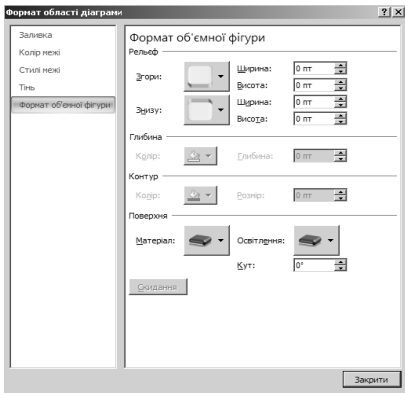 Формат області діаграми
Заливка
Колір межі
Стилі межі
Тінь
Формат об'ємної фігури
Формат об'ємної фігури
Рельєф
Згори:
Ширина: 0 пт
Висота: 0 пт
Знизу:
Ширина: 0 пт
Висота: 0 пт
Глибина
Колір:
Глибина: 0 пт
Контур
Колір:
Розмір: 0 пт
Поверхня
Матеріал:
Освітлення:
Кут: 0°
Скидання
Закрити